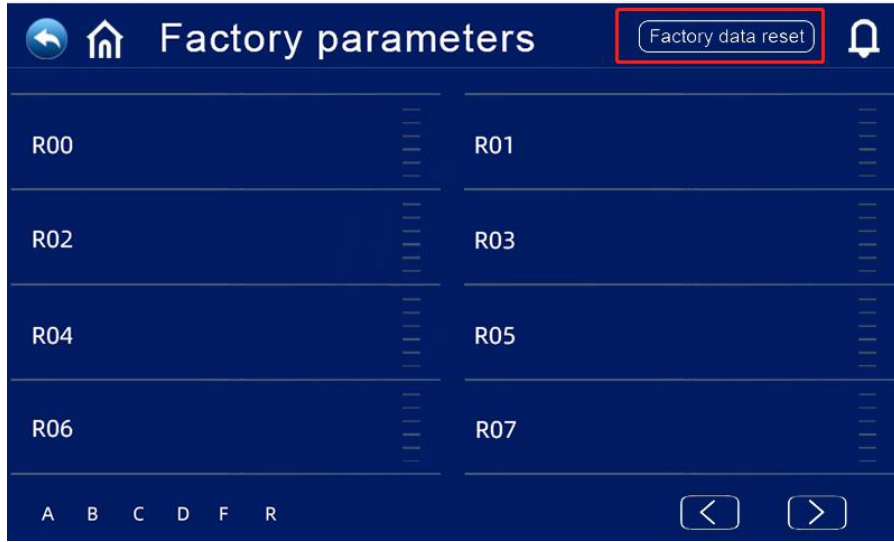 Factory parameters Factory data reset
R00 R01
R02 R03
R04 R05
R06 R07
A B C D F R